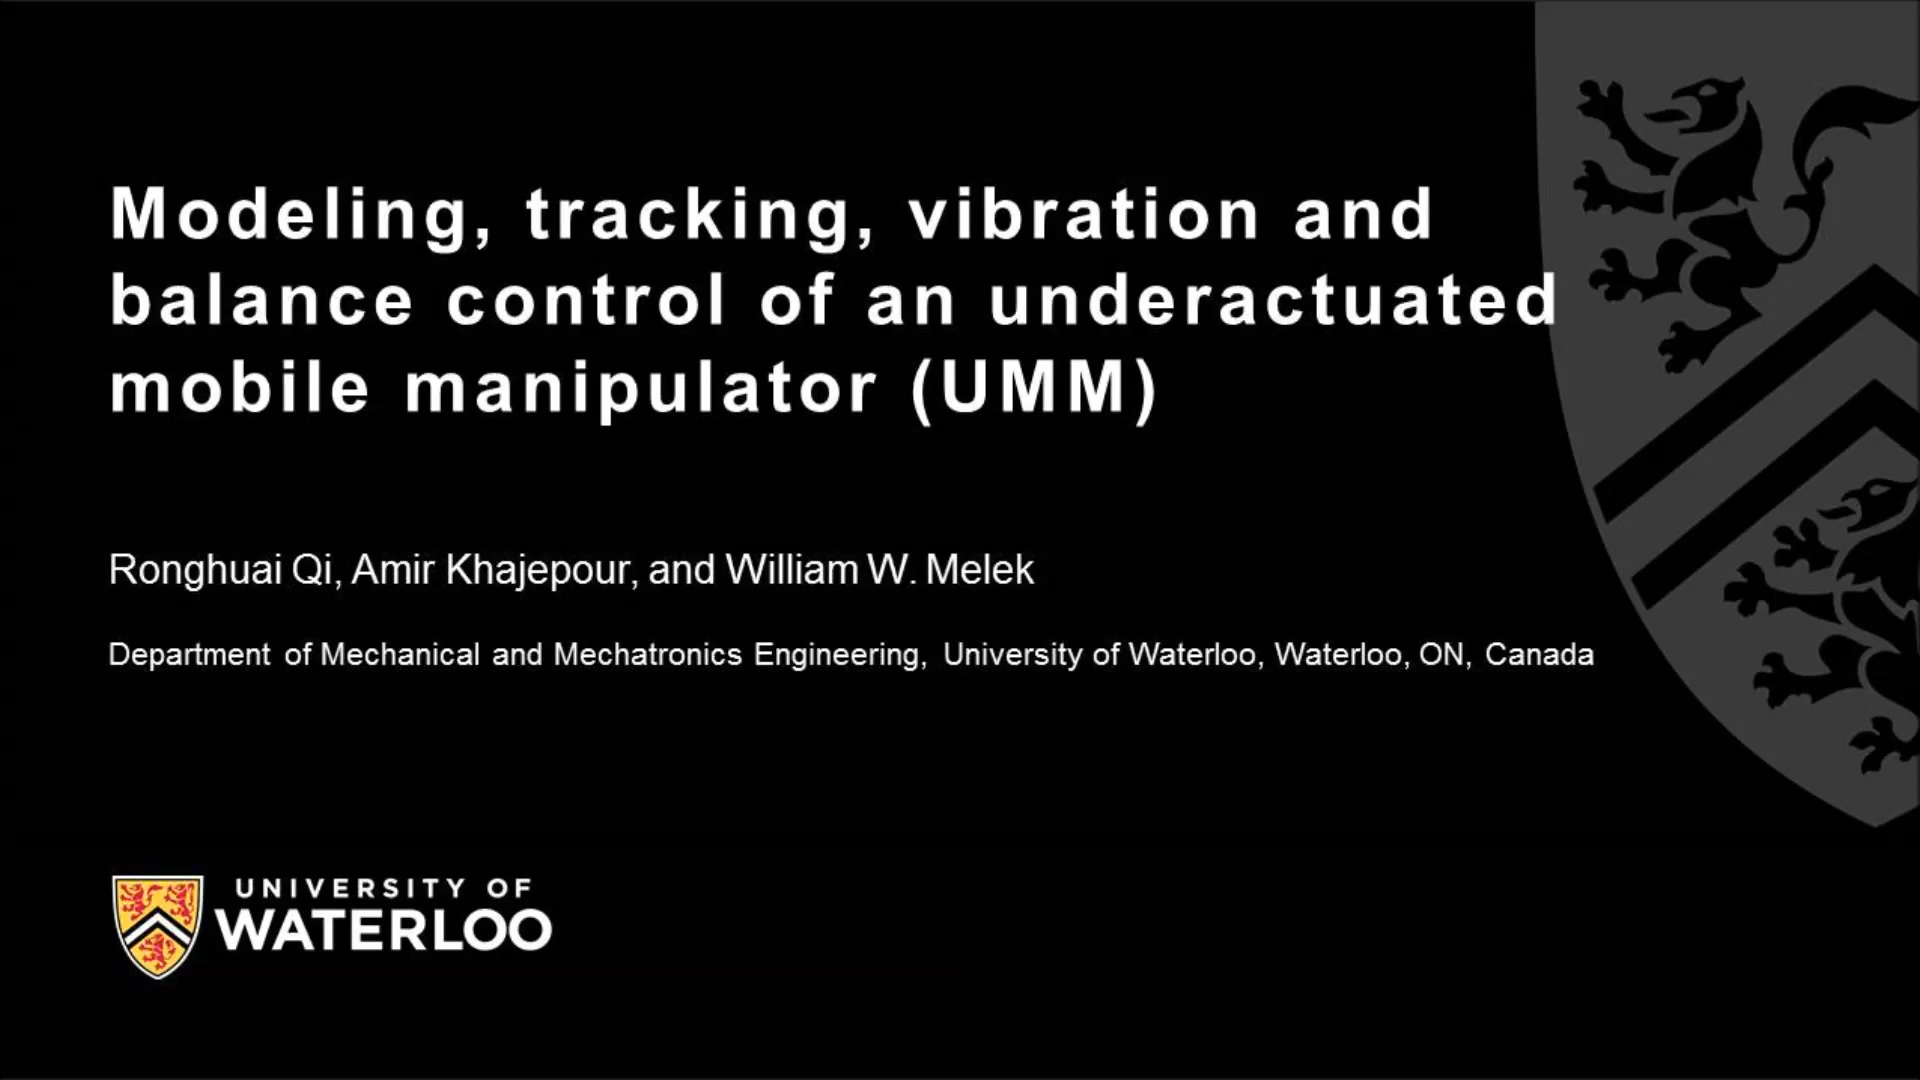 Modeling, tracking, vibration and
balance control of an underactuated
mobile manipulator (UMM)
Ronghuai Qi, Amir Khajepour, and William W. Melek
Department of Mechanical and Mechatronics Engineering, University of Waterloo, Waterloo, ON, Canada
UNIVERSITY OF
WATERLOO